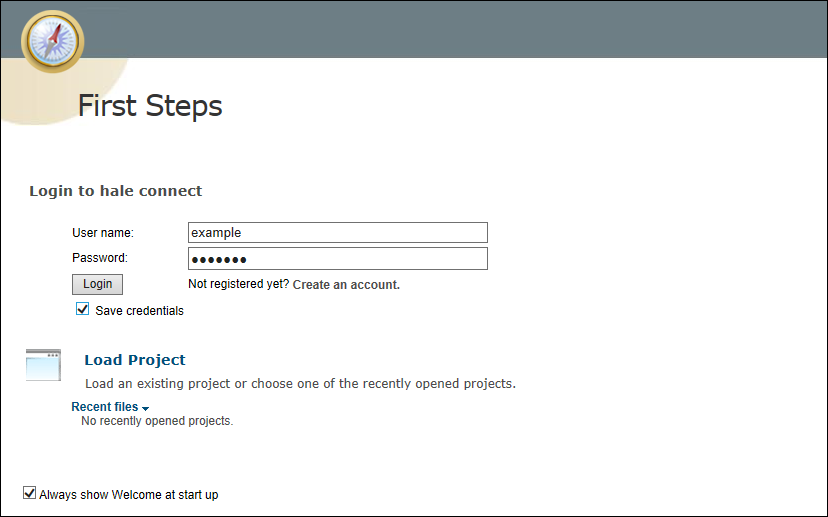 First Steps
Login to hale connect
User name: example
Password: ●●●●●●●
Login Not registered yet? Create an account.
Save credentials
Load Project
Load an existing project or choose one of the recently opened projects.
Recent files
No recently opened projects.
Always show Welcome at start up